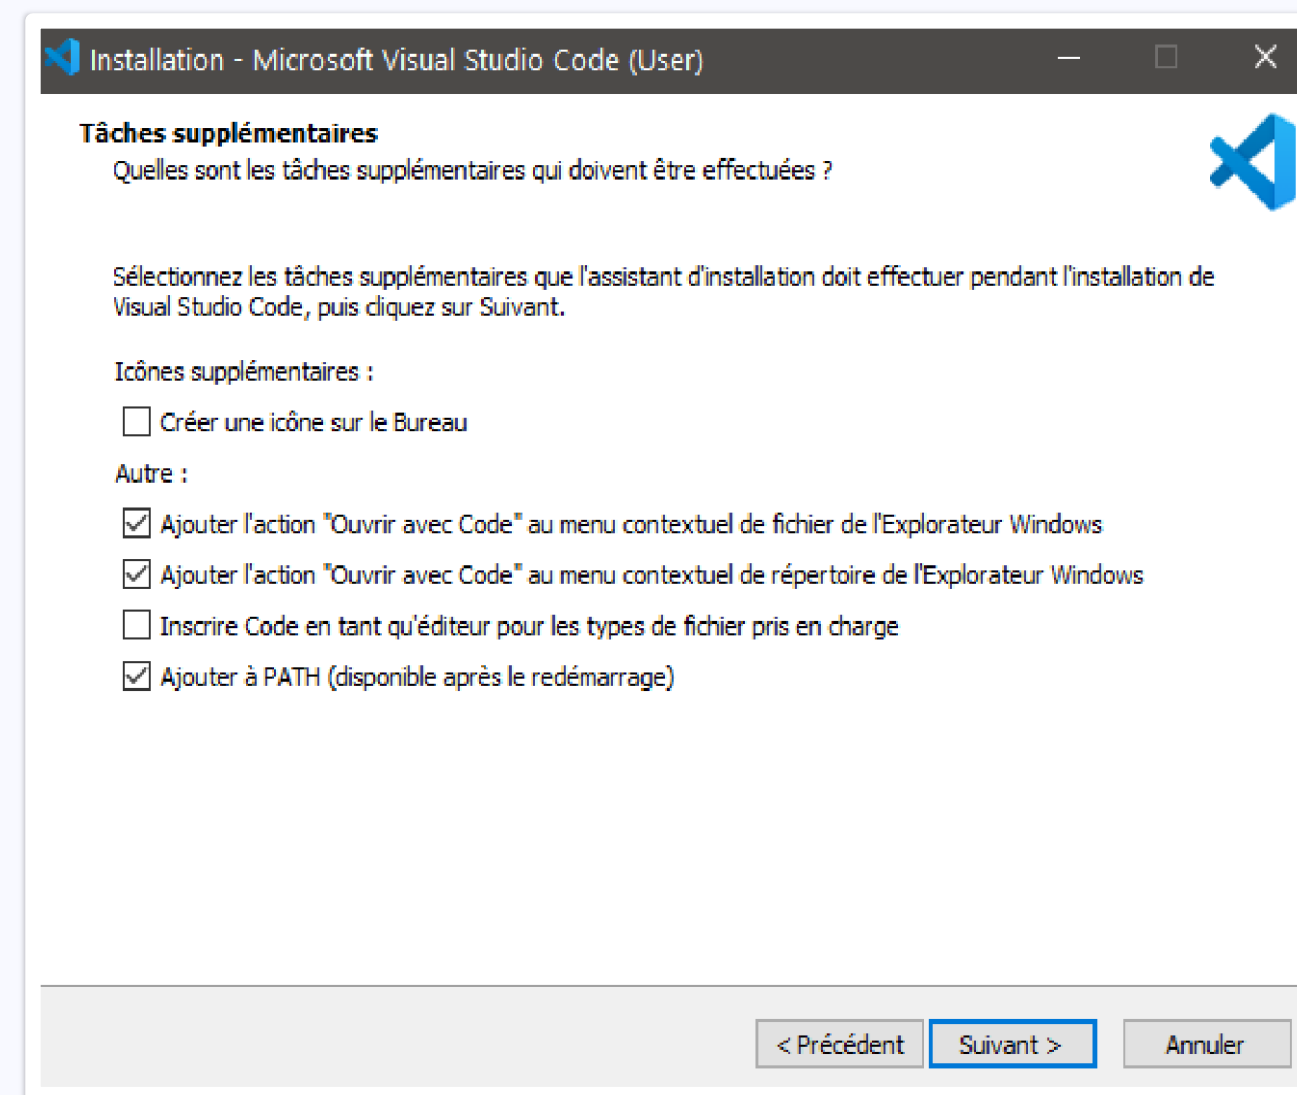 Installation - Microsoft Visual Studio Code (User)
Tâches supplémentaires
Quelles sont les tâches supplémentaires qui doivent être effectuées ?
Sélectionnez les tâches supplémentaires que l'assistant d'installation doit effectuer pendant l'installation de
Visual Studio Code, puis cliquez sur Suivant.
Icônes supplémentaires :
Créer une icône sur le Bureau
Autre :
Ajouter l'action "Ouvrir avec Code" au menu contextuel de fichier de l'Explorateur Windows
Ajouter l'action "Ouvrir avec Code" au menu contextuel de répertoire de l'Explorateur Windows
Inscrire Code en tant qu'éditeur pour les types de fichier pris en charge
Ajouter à PATH (disponible après le redémarrage)
< Précédent Suivant > Annuler